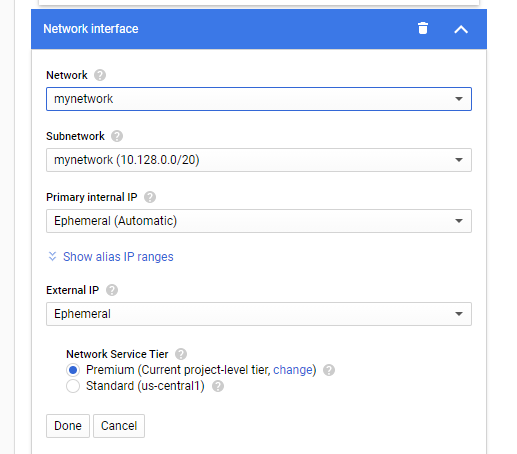 Network interface
Network
mynetwork
Subnetwork
mynetwork (10.128.0.0/20)
Primary internal IP
Ephemeral (Automatic)
Show alias IP ranges
External IP
Ephemeral
Network Service Tier
Premium (Current project-level tier, change)
Standard (us-central1)
Done Cancel